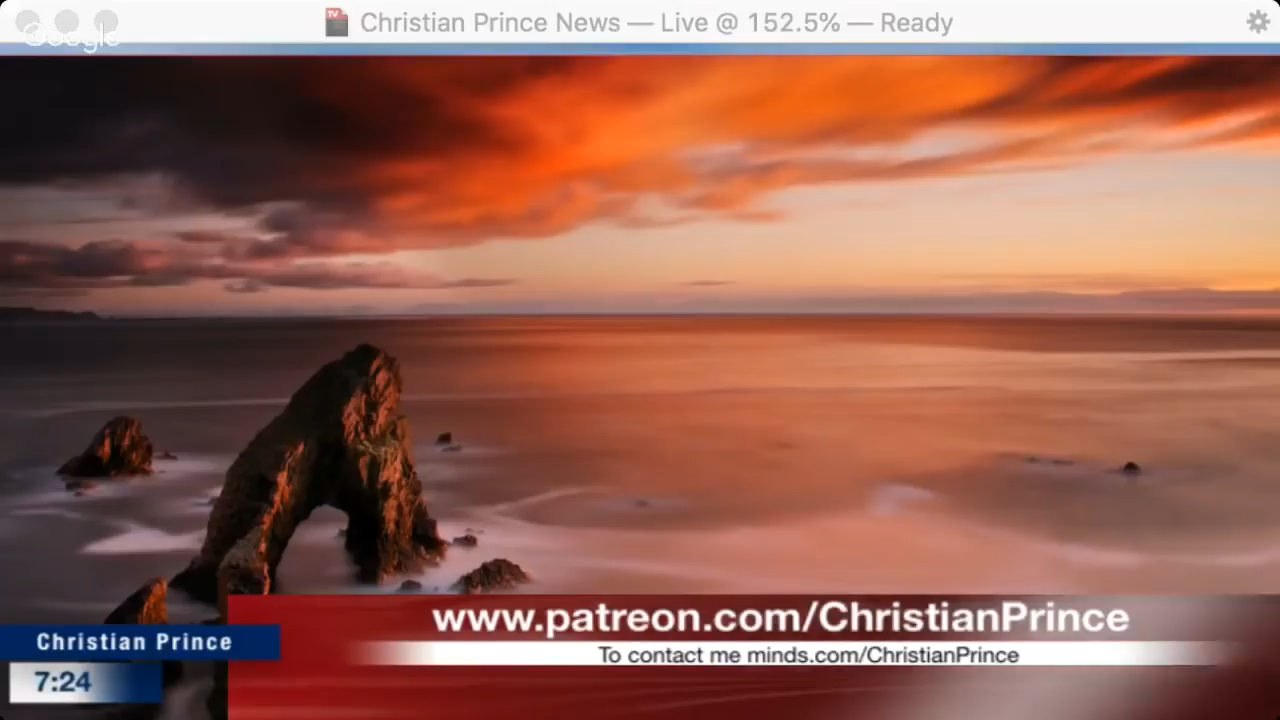 Christian Prince News — Live @ 152.5% — Ready
Google
TV
www.patreon.com/ChristianPrince
Christian Prince
To contact me minds.com/ChristianPrince
7:24